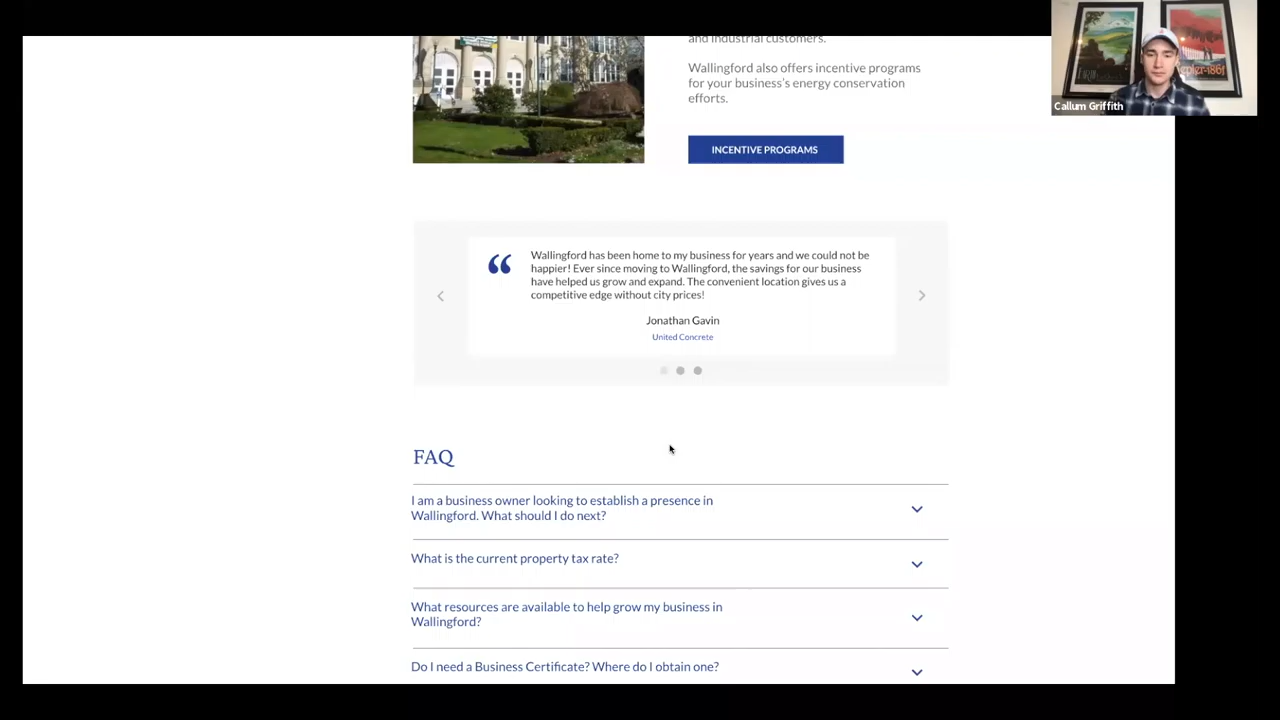 and industrial customers.
Wallingford also offers incentive programs
for your business's energy conservation
efforts.
INCENTIVE PROGRAMS
Callum Griffith
“
Wallingford has been home to my business for years and we could not be
happier! Ever since moving to Wallingford, the savings for our business
have helped us grow and expand. The convenient location gives us a
competitive edge without city prices!
Jonathan Gavin
United Concrete
FAQ
I am a business owner looking to establish a presence in
Wallingford. What should I do next?
What is the current property tax rate?
What resources are available to help grow my business in
Wallingford?
Do I need a Business Certificate? Where do I obtain one?